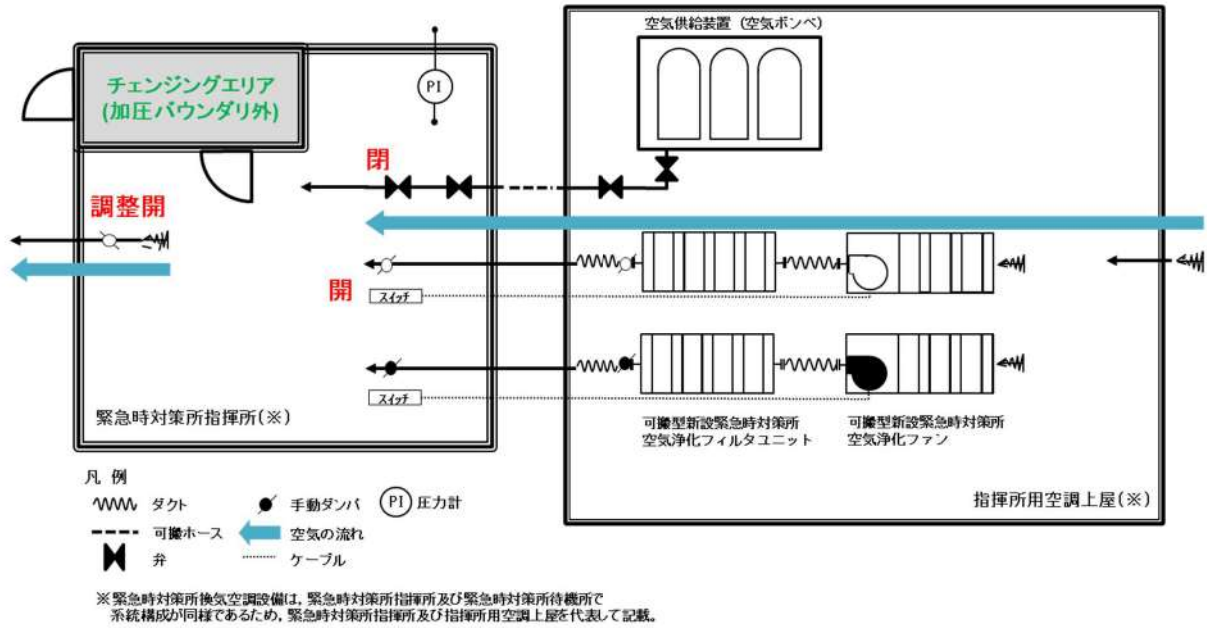 空気供給装置 (空気ボンベ)
チェンジングエリア
(加圧バウンダリ外)
PI
閉
調整開
開
スイッチ
スイッチ
緊急時対策所指揮所(※)
可搬型新設緊急時対策所
空気浄化フィルタユニット
可搬型新設緊急時対策所
空気浄化ファン
指揮所用空調上屋(※)
凡 例
ダクト
手動ダンパ
PI 圧力計
可搬ホース
空気の流れ
弁
ケーブル
※緊急時対策所換気空調設備は，緊急時対策所指揮所及び緊急時対策所待機所で
系統構成が同様であるため，緊急時対策所指揮所及び指揮所用空調上屋を代表して記載。